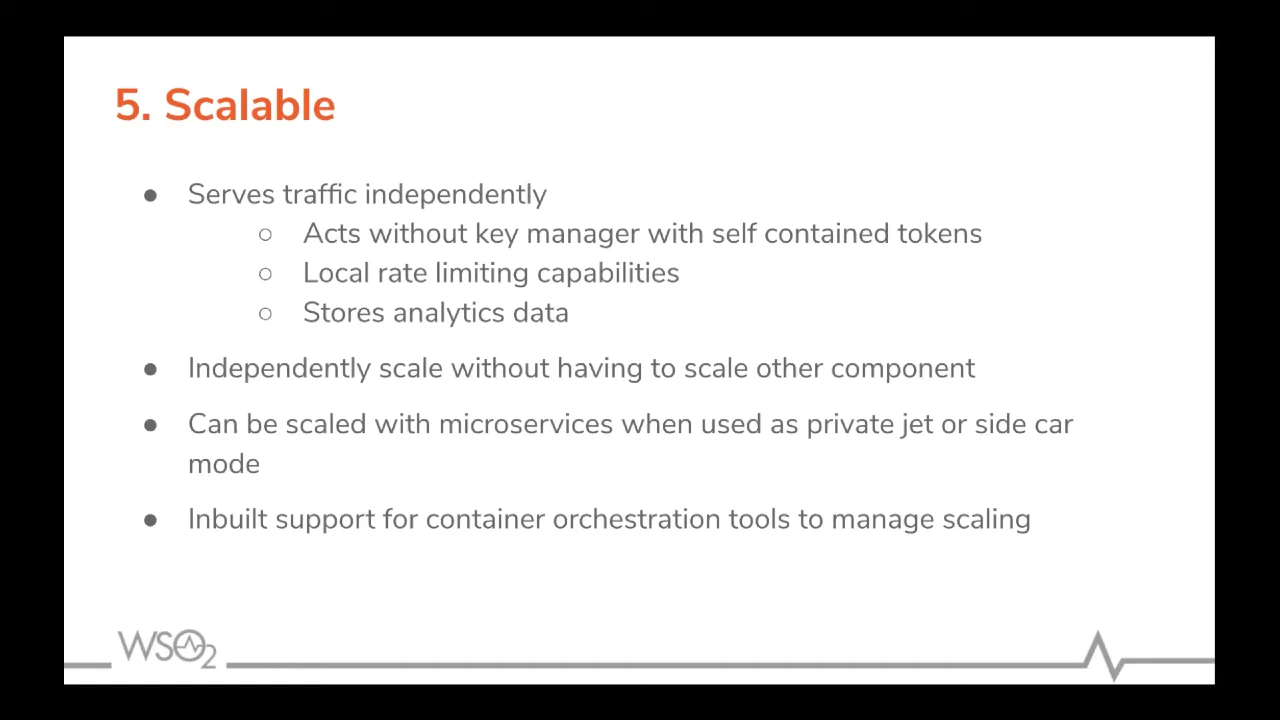 5. Scalable
● Serves traffic independently
○ Acts without key manager with self contained tokens
○ Local rate limiting capabilities
○ Stores analytics data
● Independently scale without having to scale other component
● Can be scaled with microservices when used as private jet or side car
mode
● Inbuilt support for container orchestration tools to manage scaling
WSO2